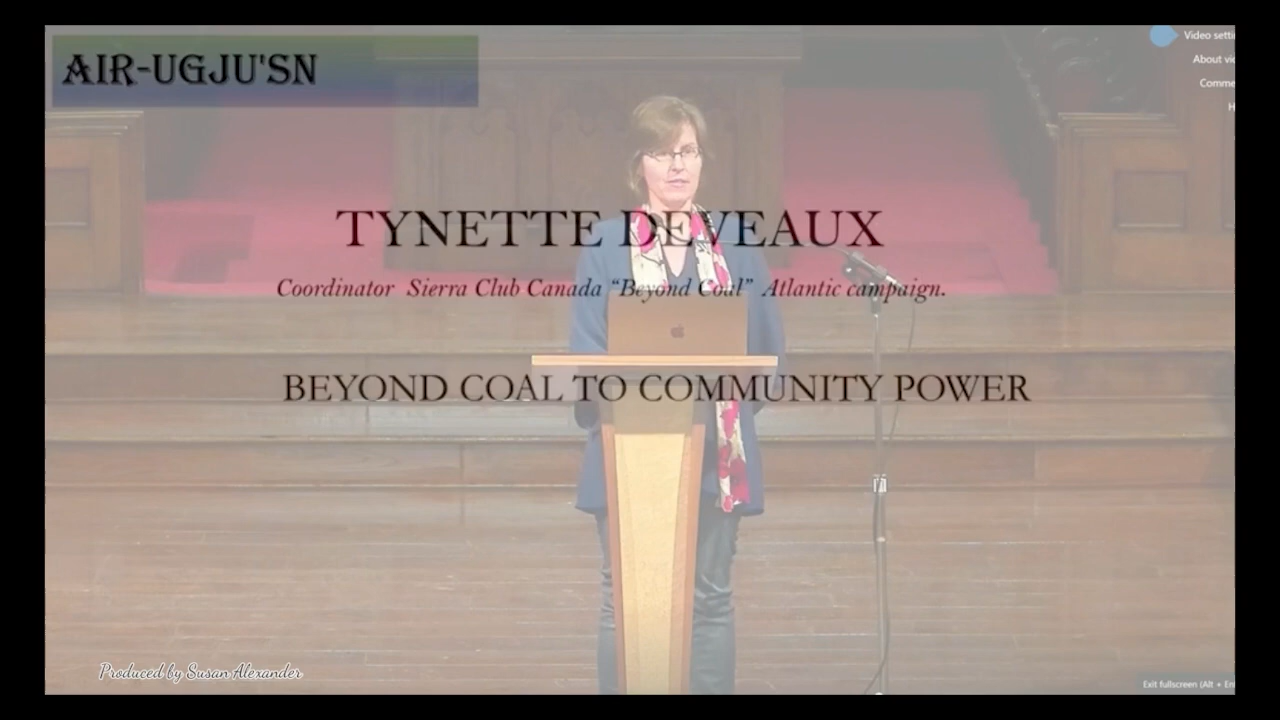 AIR-UGJU'SN
Video setti
About vi
Comme
H
TYNETTE DEVEAUX
Coordinator Sierra Club Canada “Beyond Coal” Atlantic campaign.
BEYOND COAL TO COMMUNITY POWER
Produced by Susan Alexander
Exit fullscreen (Alt + En